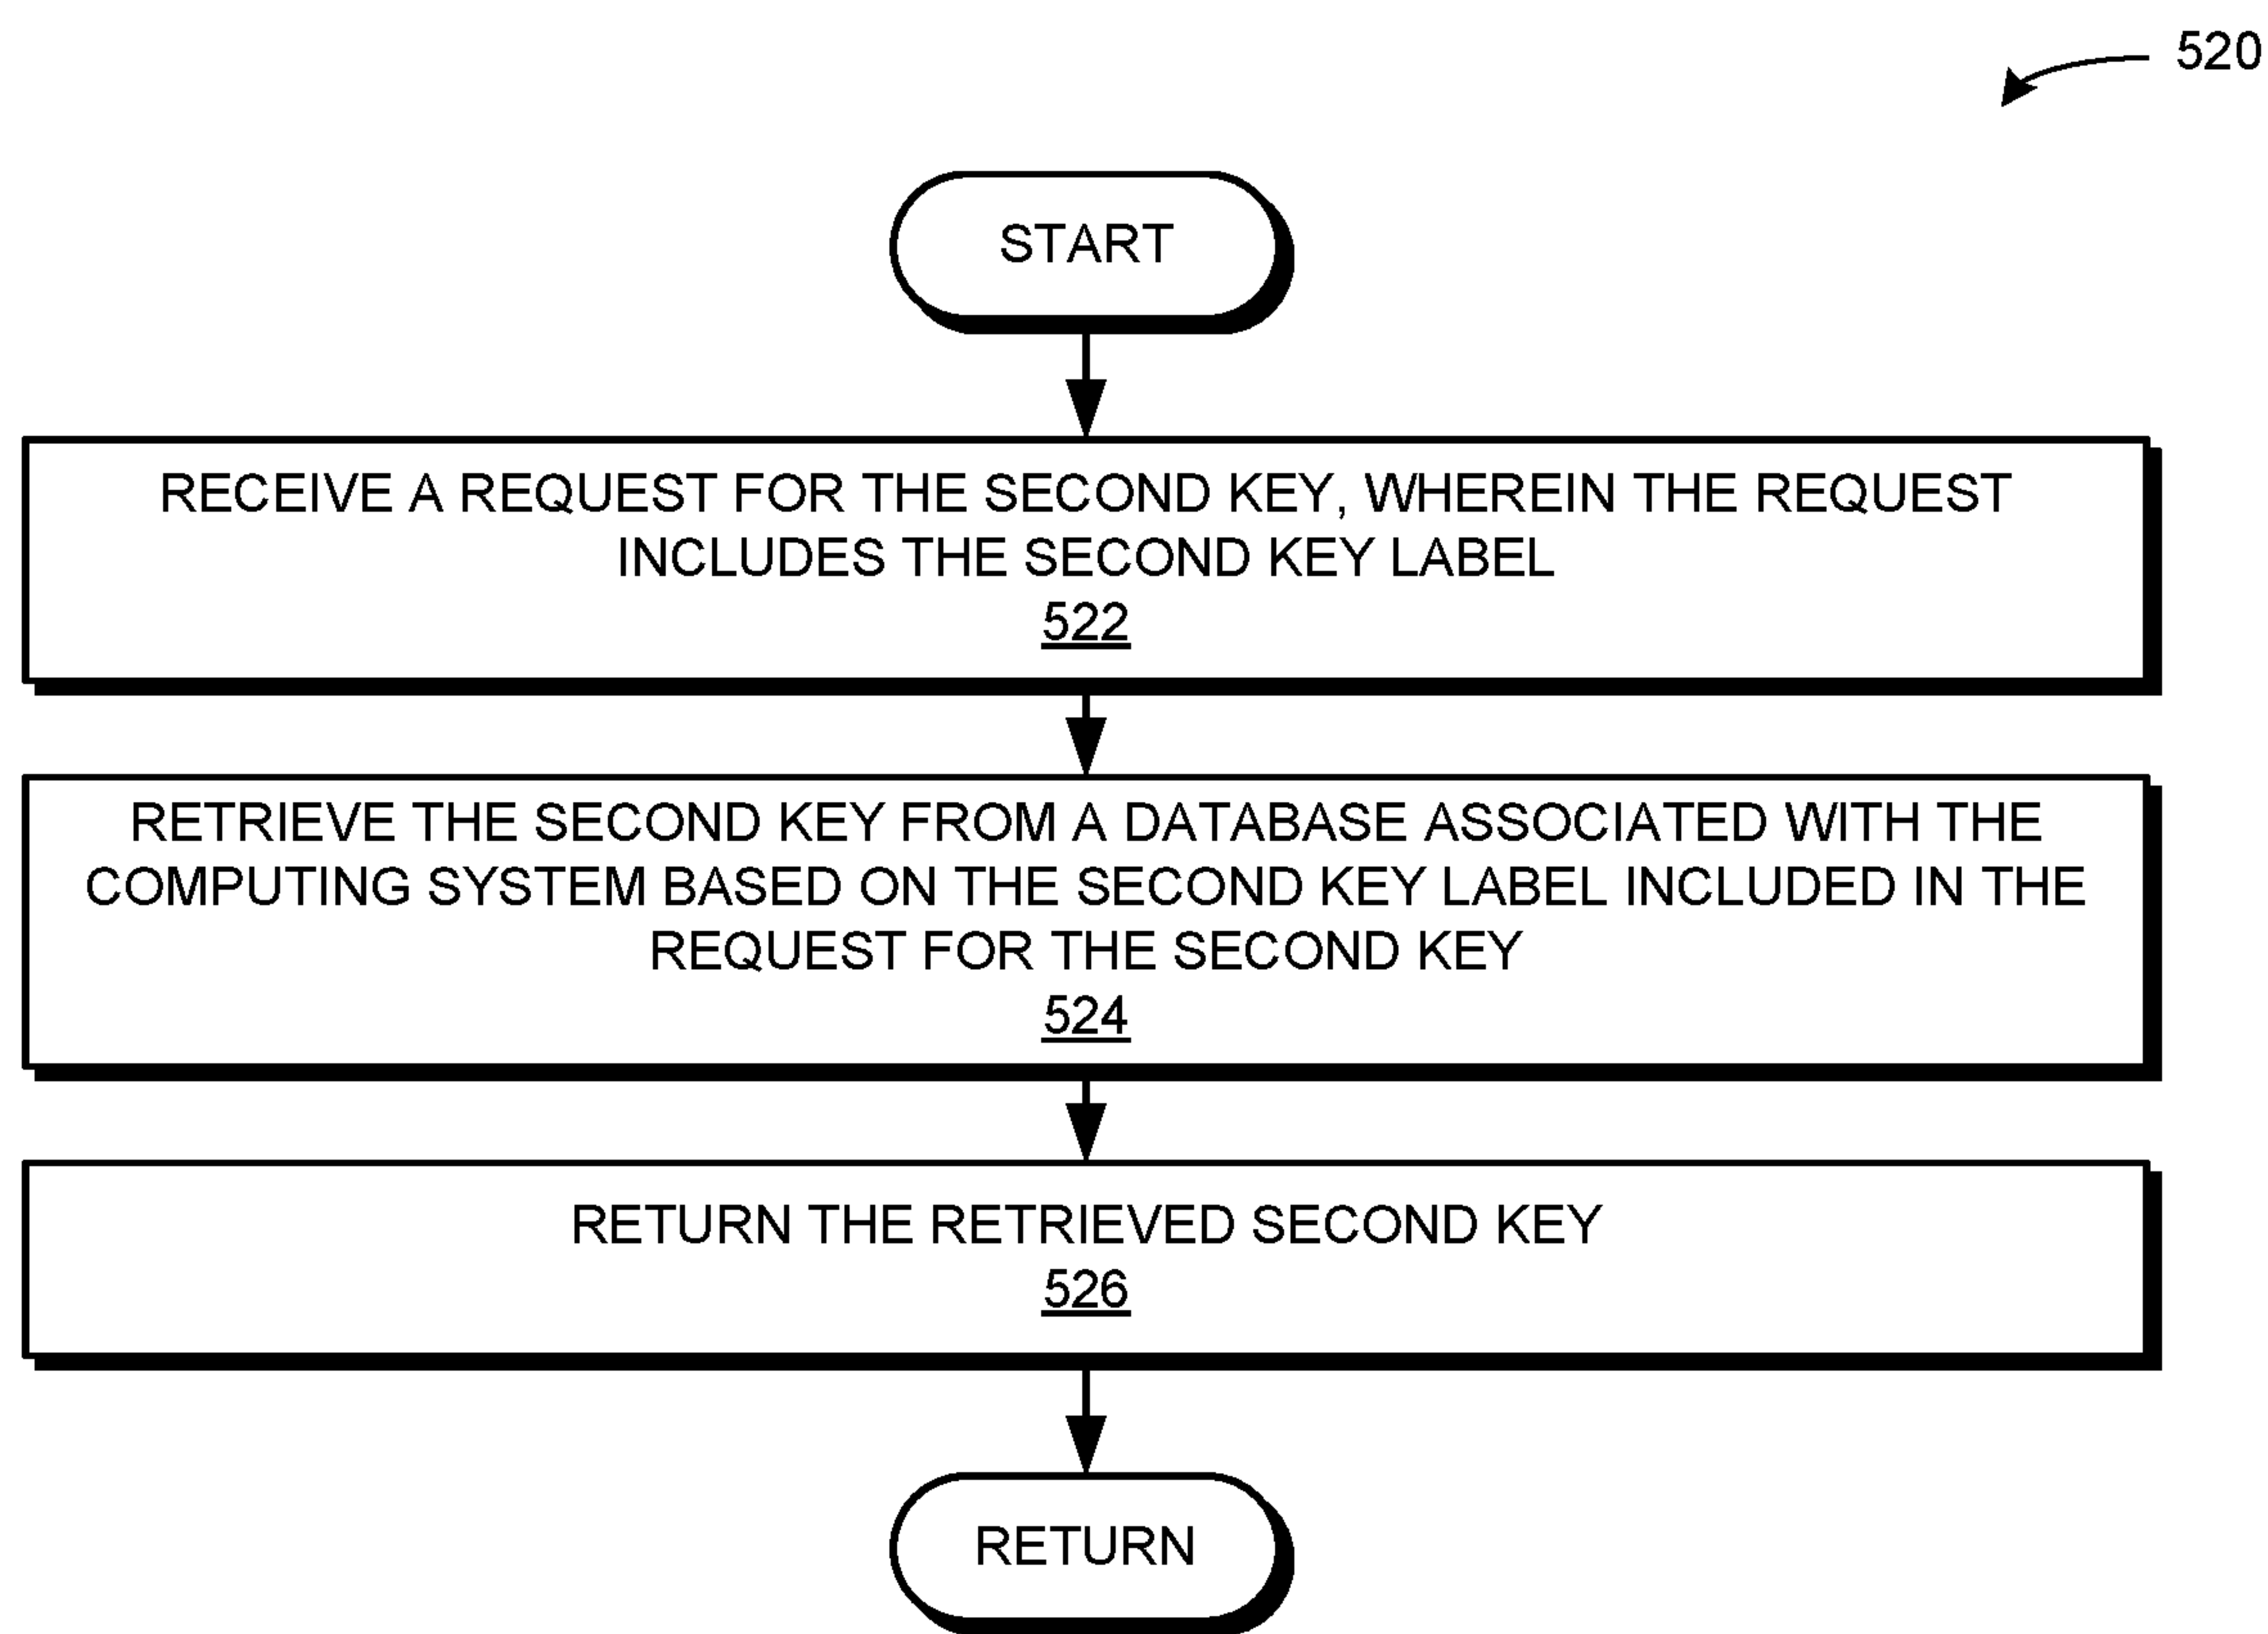 520
START
RECEIVE A REQUEST FOR THE SECOND KEY, WHEREIN THE REQUEST
INCLUDES THE SECOND KEY LABEL
522
RETRIEVE THE SECOND KEY FROM A DATABASE ASSOCIATED WITH THE
COMPUTING SYSTEM BASED ON THE SECOND KEY LABEL INCLUDED IN THE
REQUEST FOR THE SECOND KEY
524
RETURN THE RETRIEVED SECOND KEY
526
RETURN